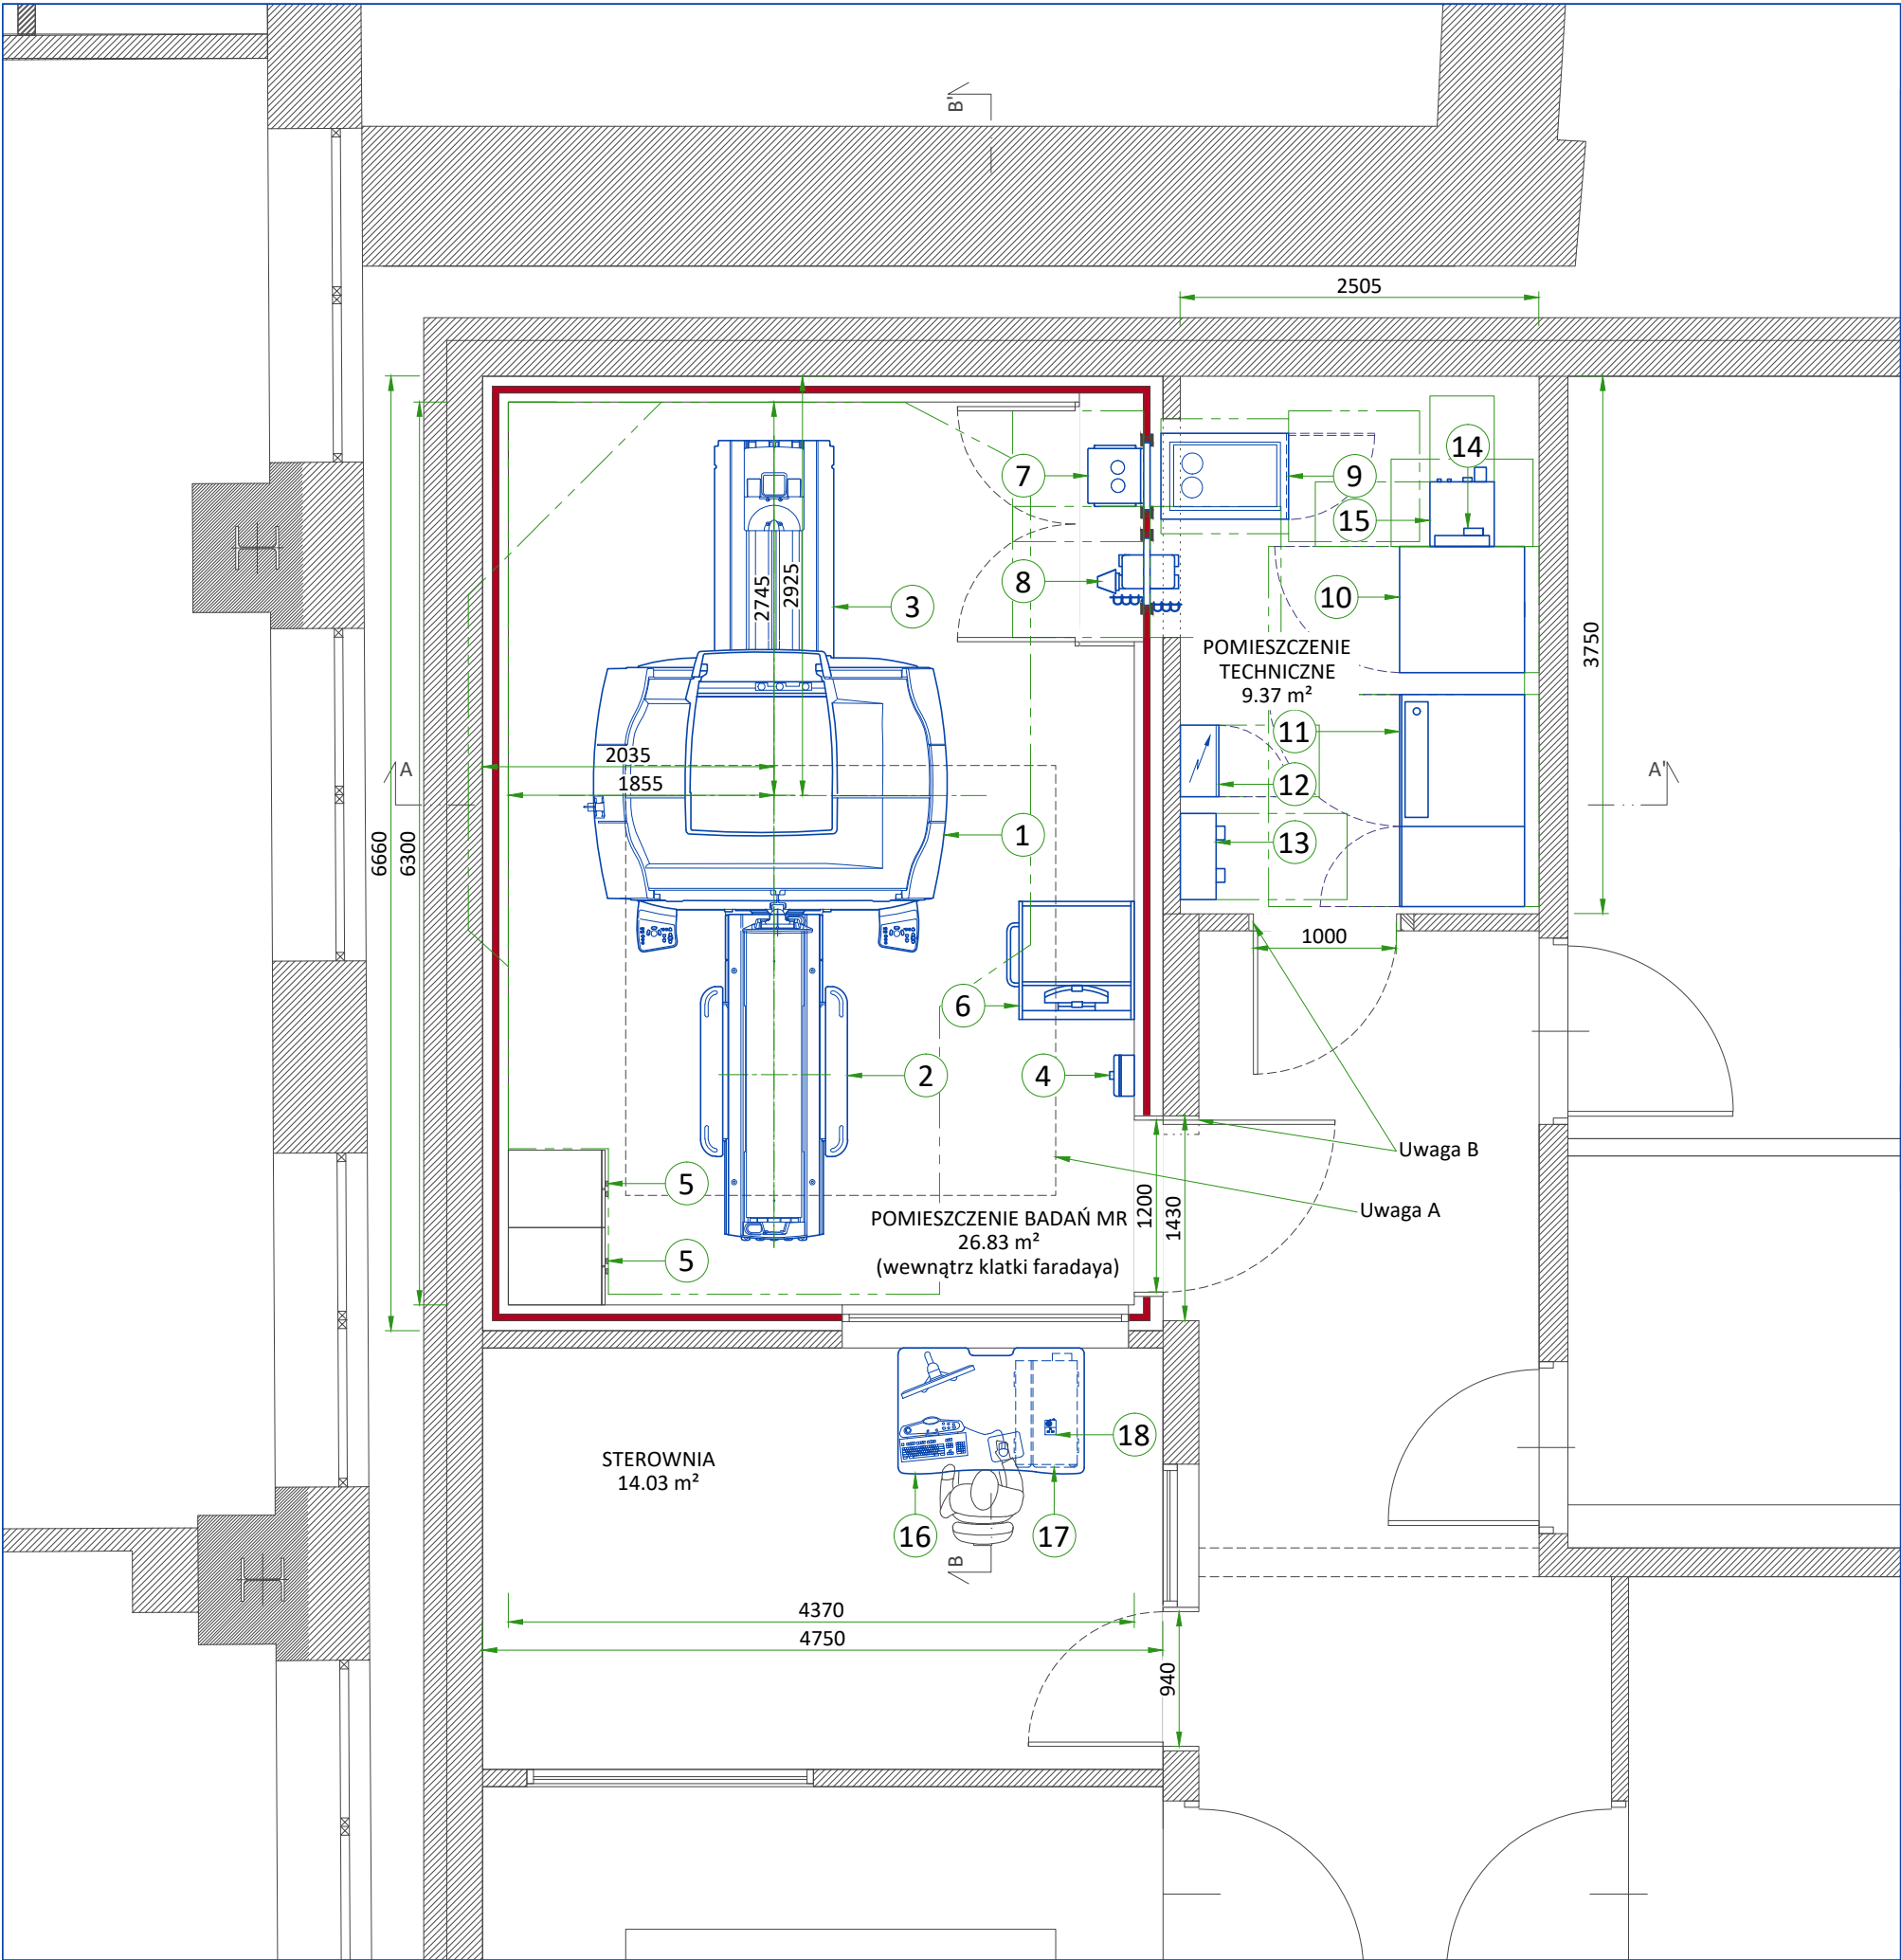 B'
2505
14
7
9
15
2745
2925
8
10
3
POMIESZCZENIE
TECHNICZNE
9.37 m²
3750
11
2035
A
A'
1855
12
1
13
6660
6300
1000
6
2
4
Uwaga B
5
1200
1430
Uwaga A
POMIESZCZENIE BADAŃ MR
26.83 m²
(wewnątrz klatki faradaya)
5
STEROWNIA
14.03 m²
18
16
17
B
4370
4750
940